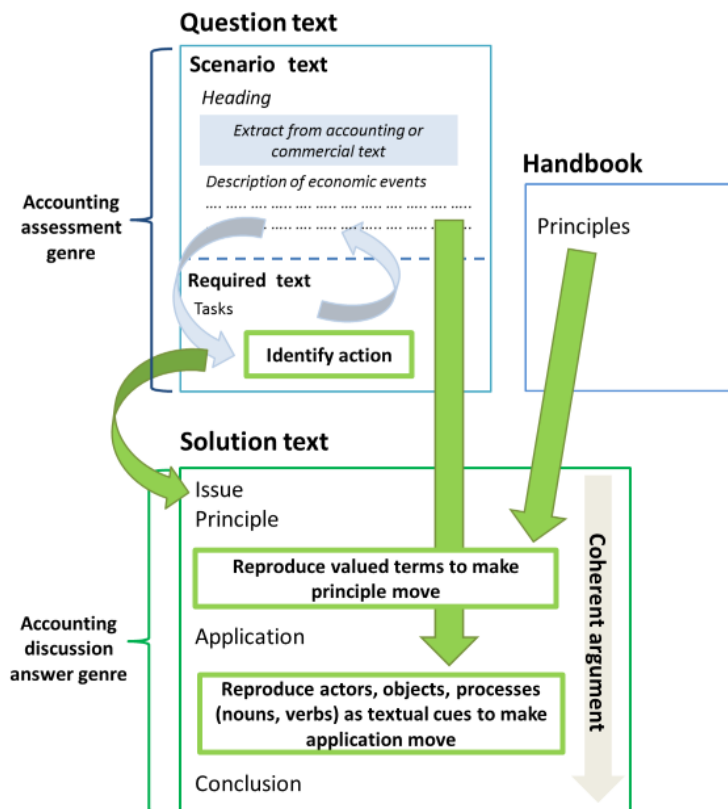 Question text
Scenario text
Heading
Extract from accounting or
commercial text
Description of economic events
.... .... .... .... .... .... .... .... .... ....
.... .... .... .... .... .... .... ....
Accounting
assessment
genre
Required text
Tasks
Identify action
Handbook
Principles
Solution text
Issue
Principle
Reproduce valued terms to make
principle move
Application
Reproduce actors, objects, processes
(nouns, verbs) as textual cues to make
application move
Conclusion
Accounting
discussion
answer genre
Coherent argument